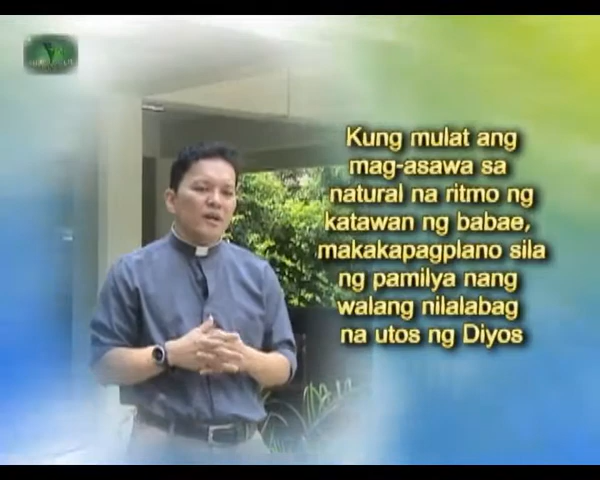 Kung mulat ang
mag-asawa sa
natural na ritmo ng
katawan ng babae,
makakapagplano sila
ng pamilya nang
walang nilalabag
na utos ng Diyos